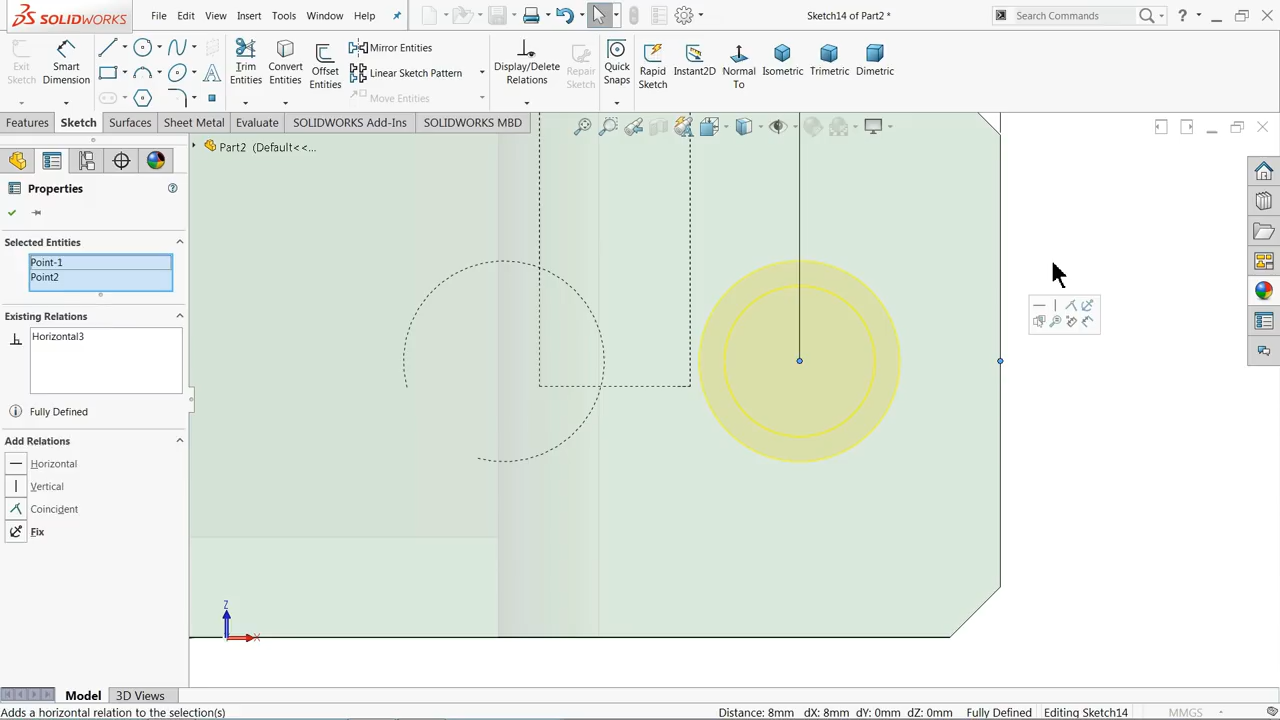 SOLIDWORKS File Edit View Insert Tools Window Help Sketch14 of Part2 * Search Commands ?
Exit Sketch
Smart Dimension
Trim Entities
Convert Entities
Offset Entities
Mirror Entities
Linear Sketch Pattern
Move Entities
Display/Delete Relations
Repair Sketch
Quick Snaps
Rapid Sketch
Instant2D
Normal To
Isometric
Trimetric
Dimetric
Features Sketch Surfaces Sheet Metal Evaluate SOLIDWORKS Add-Ins SOLIDWORKS MBD
Part2 (Default<<...
Properties
Selected Entities
Point-1
Point2
Existing Relations
Horizontal3
Fully Defined
Add Relations
Horizontal
Vertical
Coincident
Fix
Z
X
Model 3D Views
Adds a horizontal relation to the selection(s) Distance: 8mm dX: 8mm dY: 0mm dZ: 0mm Fully Defined Editing Sketch14 MMGS